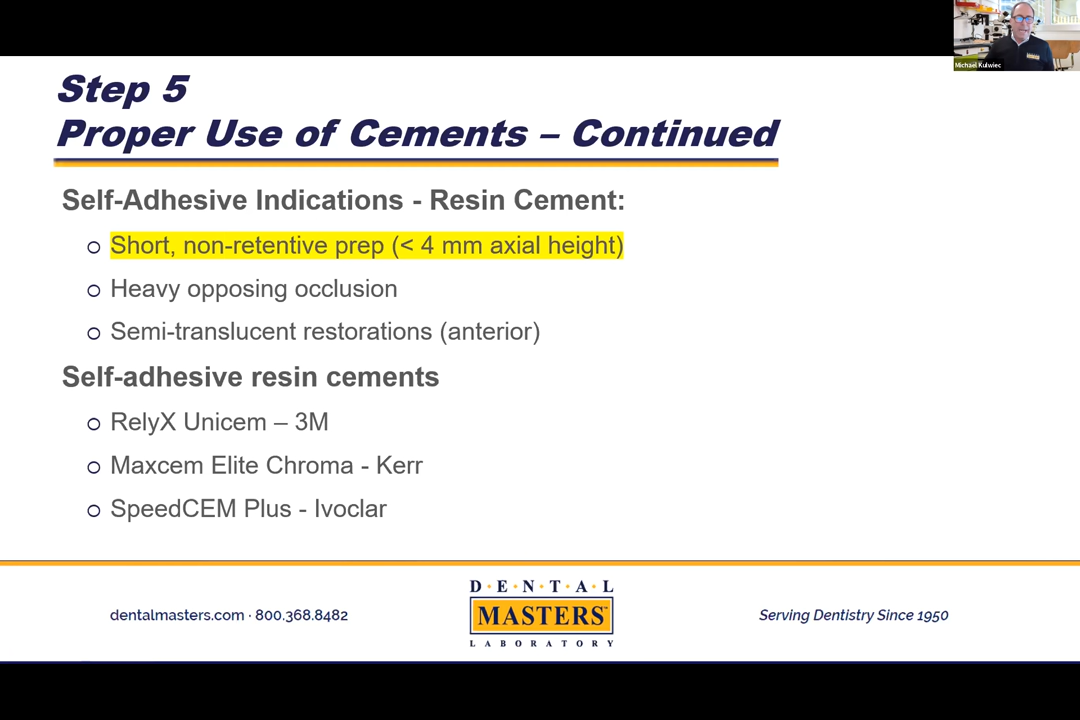 Michael Kulwiec
Step 5
Proper Use of Cements – Continued
Self-Adhesive Indications - Resin Cement:
Short, non-retentive prep (< 4 mm axial height)
Heavy opposing occlusion
Semi-translucent restorations (anterior)
Self-adhesive resin cements
RelyX Unicem – 3M
Maxcem Elite Chroma - Kerr
SpeedCEM Plus - Ivoclar
dentalmasters.com · 800.368.8482
D·E·N·T·A·L
MASTERS™
LABORATORY
Serving Dentistry Since 1950